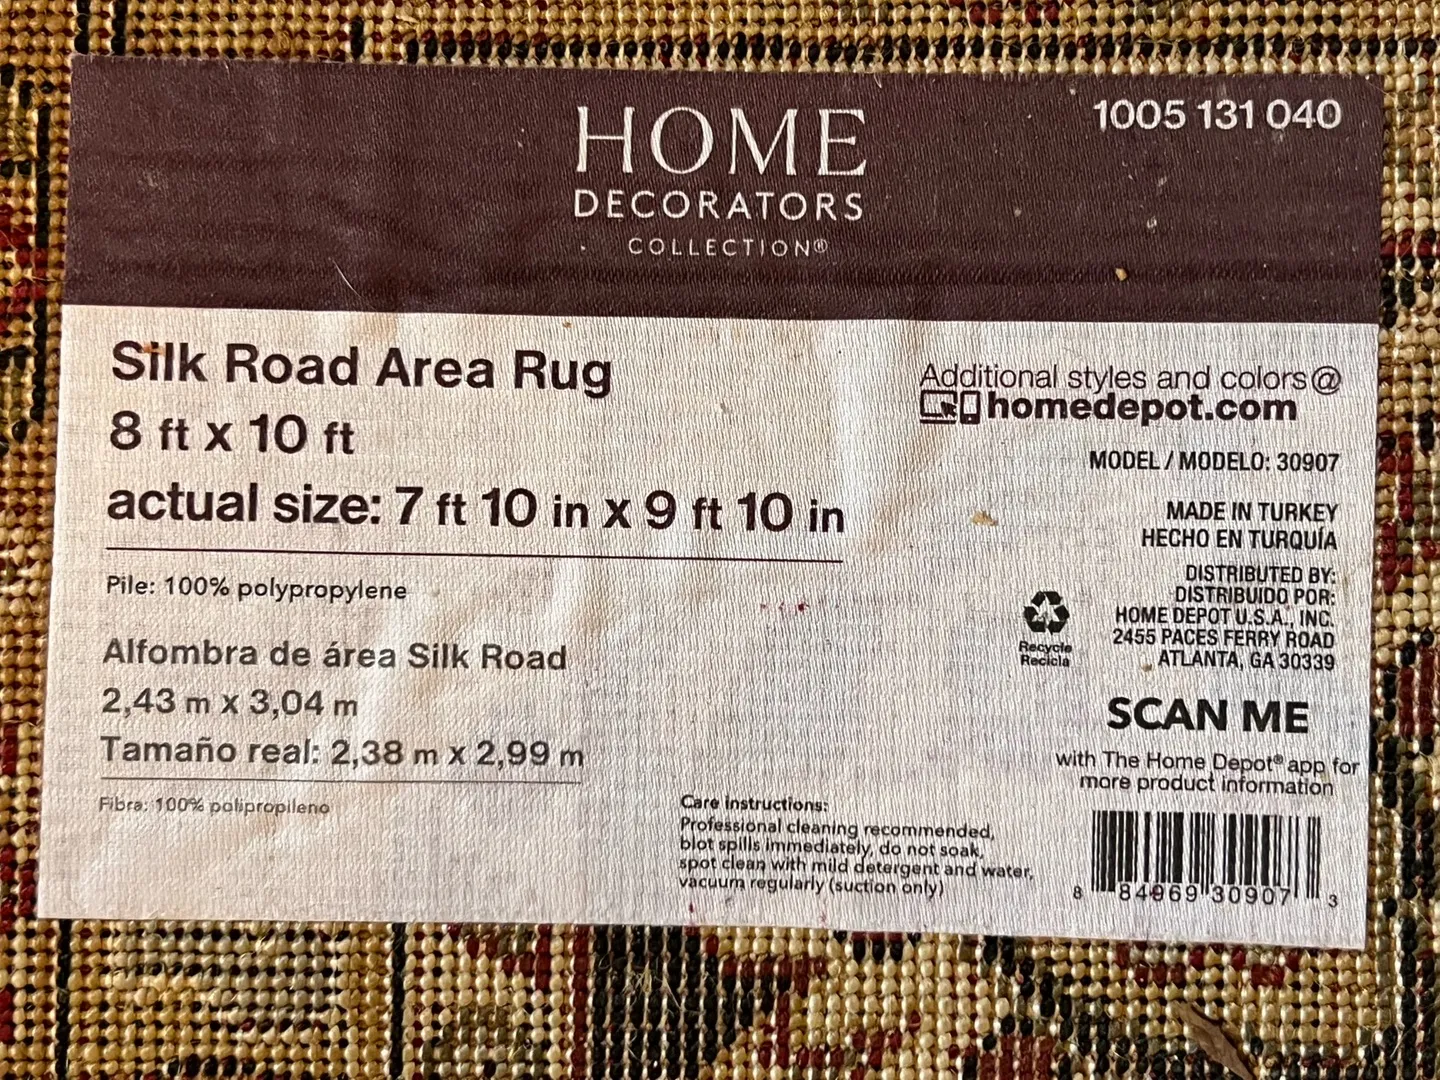 HOME
DECORATORS
COLLECTION®
1005 131 040
Silk Road Area Rug
8 ft x 10 ft
actual size: 7 ft 10 in x 9 ft 10 in
Pile: 100% polypropylene
Alfombra de área Silk Road
2,43 m x 3,04 m
Tamaño real: 2,38 m x 2,99 m
Fibra: 100% polipropileno
Additional styles and colors@
homedepot.com
MODEL / MODELO: 30907
MADE IN TURKEY
HECHO EN TURQUÍA
DISTRIBUTED BY:
DISTRIBUIDO POR:
HOME DEPOT U.S.A., INC.
2455 PACES FERRY ROAD
ATLANTA, GA 30339
Recycle
Recicla
SCAN ME
with The Home Depot® app for
more product information
Care instructions:
Professional cleaning recommended,
blot spills immediately, do not soak,
spot clean with mild detergent and water,
vacuum regularly (suction only)
8 84069 30907 3